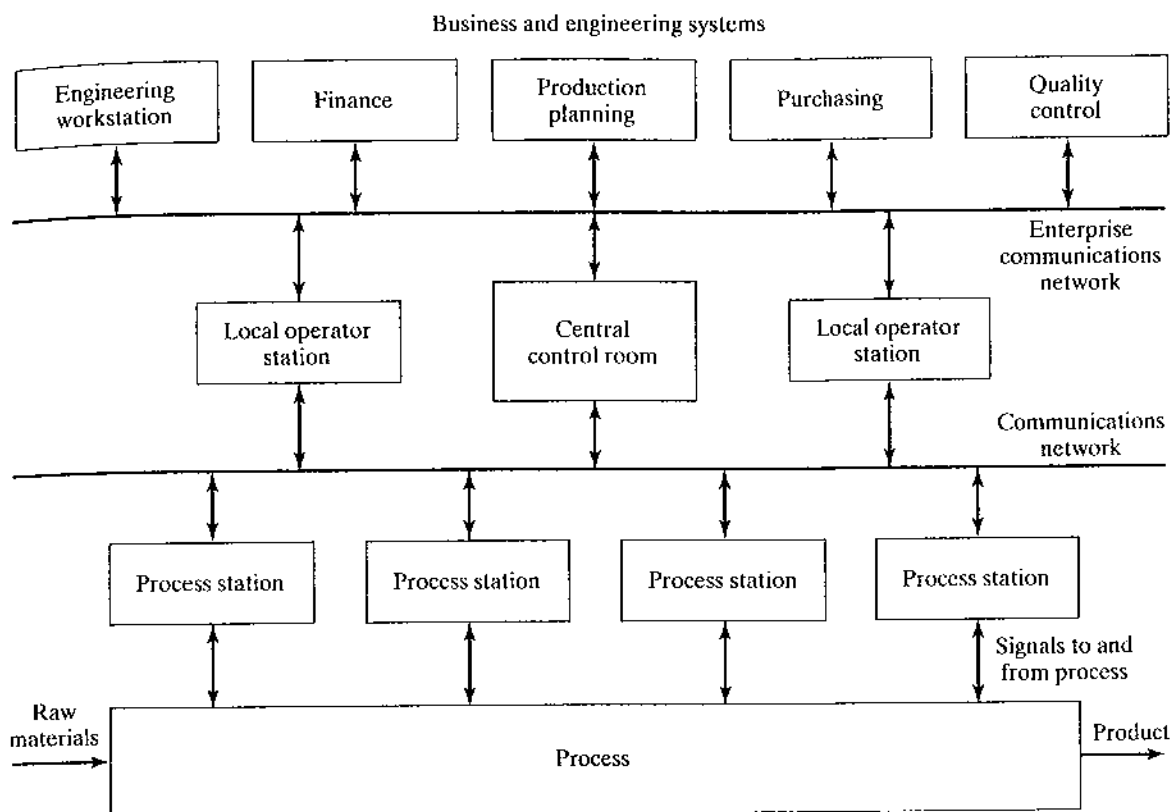 Business and engineering systems
Engineering
workstation
Finance
Production
planning
Purchasing
Quality
control
Enterprise
communications
network
Local operator
station
Central
control room
Local operator
station
Communications
network
Process station
Process station
Process station
Process station
Signals to and
from process
Raw
materials
Process
Product